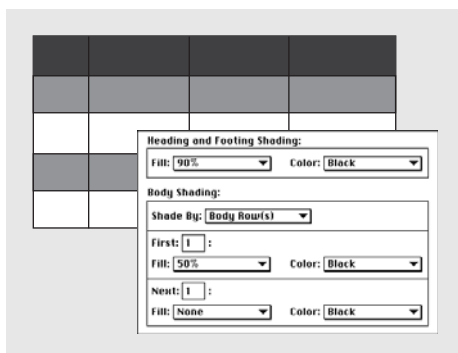 Heading and Footing Shading:
Fill: 90% Color: Black
Body Shading:
Shade By: Body Row(s)
First: 1 :
Fill: 50% Color: Black
Next: 1 :
Fill: None Color: Black